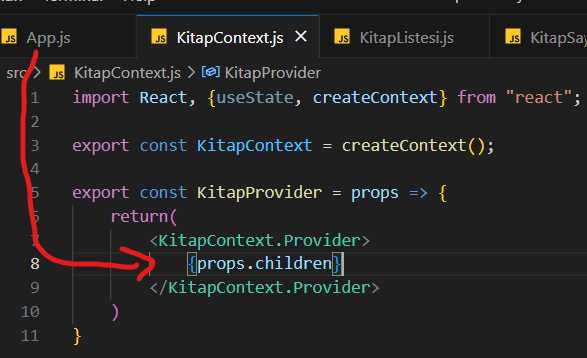 Terminal Help
JS App.js
JS KitapContext.js ×
JS KitapListesi.js
JS KitapSay
src > JS KitapContext.js > KitapProvider
1 import React, {useState, createContext} from "react";
2
3 export const KitapContext = createContext();
4
5 export const KitapProvider = props => {
6 return(
7 <KitapContext.Provider>
8 {props.children}
9 </KitapContext.Provider>
10 )
11 }